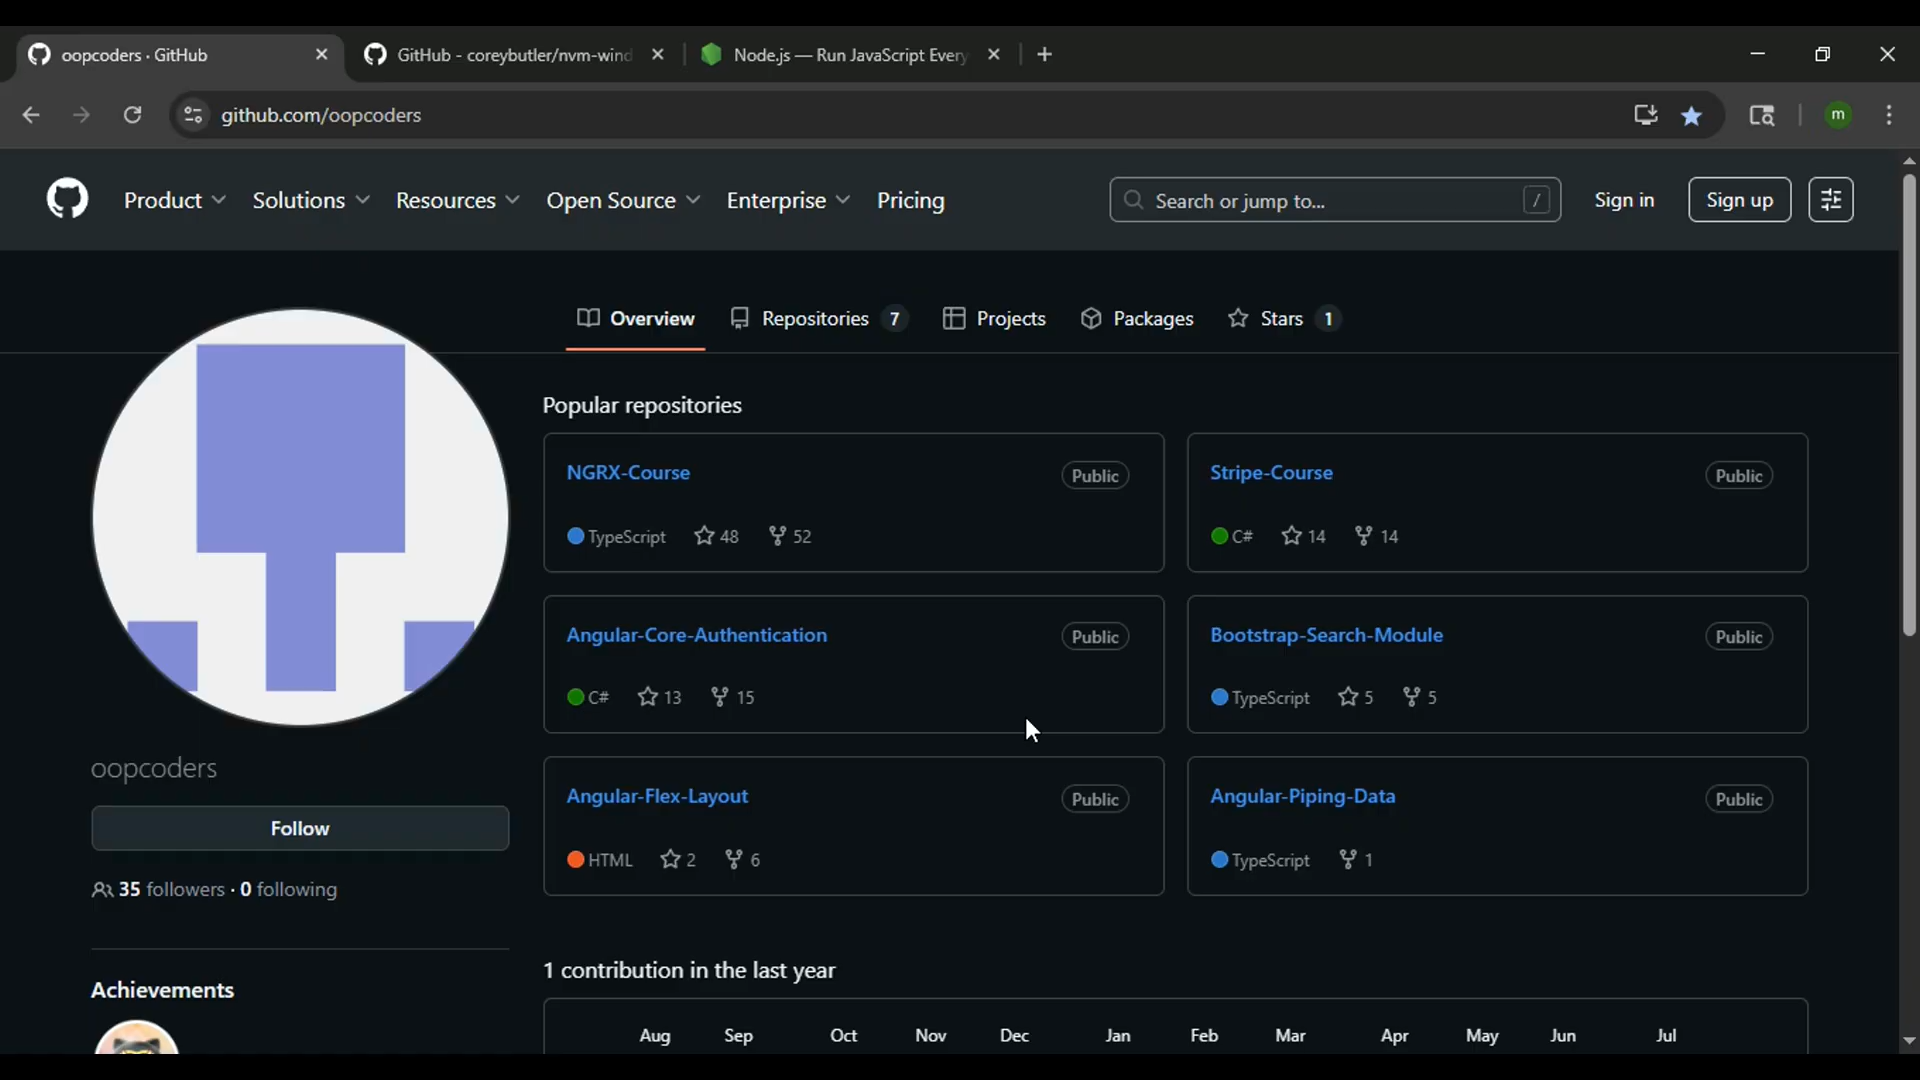 oopcoders · GitHub
GitHub - coreybutler/nvm-wind
Node.js — Run JavaScript Every
github.com/oopcoders
m
Product
Solutions
Resources
Open Source
Enterprise
Pricing
Search or jump to...
/
Sign in
Sign up
Overview
Repositories 7
Projects
Packages
Stars 1
oopcoders
Follow
35 followers · 0 following
Achievements
Popular repositories
NGRX-Course
Public
TypeScript 48 52
Stripe-Course
Public
C# 14 14
Angular-Core-Authentication
Public
C# 13 15
Bootstrap-Search-Module
Public
TypeScript 5 5
Angular-Flex-Layout
Public
HTML 2 6
Angular-Piping-Data
Public
TypeScript 1
1 contribution in the last year
Aug Sep Oct Nov Dec Jan Feb Mar Apr May Jun Jul